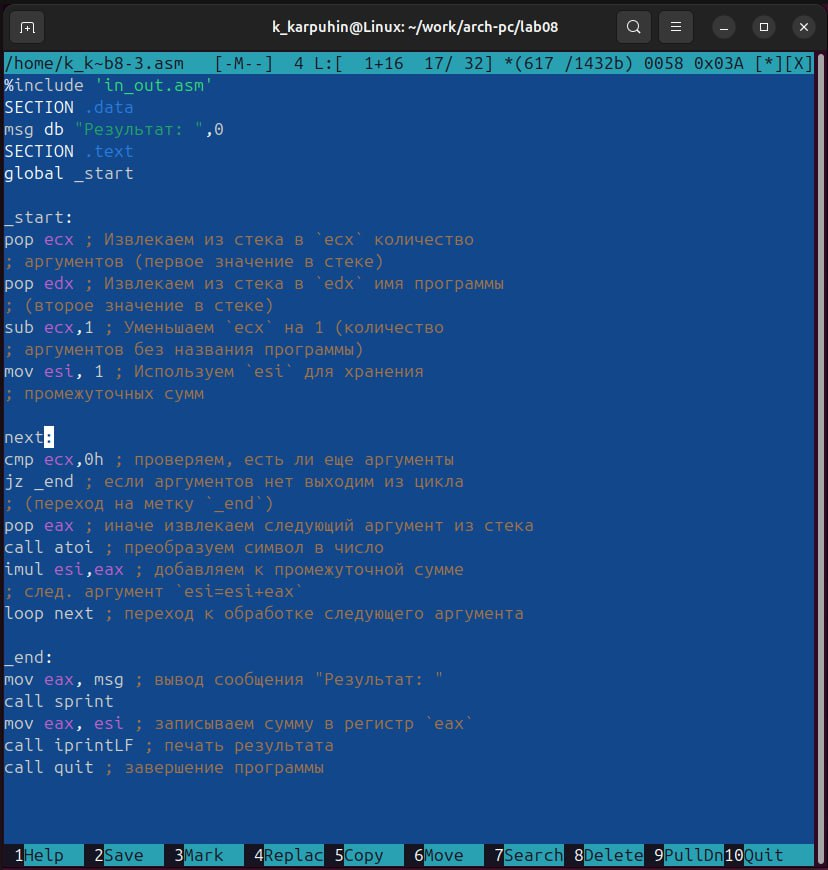 k_karpuhin@Linux: ~/work/arch-pc/lab08
/home/k_k~b8-3.asm   [-M--]  4 L:[  1+16  17/ 32] *(617 /1432b) 0058 0x03A [*][X]
%include 'in_out.asm'
SECTION .data
msg db "Результат: ",0
SECTION .text
global _start
_start:
pop ecx ; Извлекаем из стека в `ecx` количество
; аргументов (первое значение в стеке)
pop edx ; Извлекаем из стека в `edx` имя программы
; (второе значение в стеке)
sub ecx,1 ; Уменьшаем `ecx` на 1 (количество
; аргументов без названия программы)
mov esi, 1 ; Используем `esi` для хранения
; промежуточных сумм
next:
cmp ecx,0h ; проверяем, есть ли еще аргументы
jz _end ; если аргументов нет выходим из цикла
; (переход на метку `_end`)
pop eax ; иначе извлекаем следующий аргумент из стека
call atoi ; преобразуем символ в число
imul esi,eax ; добавляем к промежуточной сумме
; след. аргумент `esi=esi+eax`
loop next ; переход к обработке следующего аргумента
_end:
mov eax, msg ; вывод сообщения "Результат: "
call sprint
mov eax, esi ; записываем сумму в регистр `eax`
call iprintLF ; печать результата
call quit ; завершение программы
1Help 2Save 3Mark 4Replac 5Copy 6Move 7Search 8Delete 9PullDn 10Quit